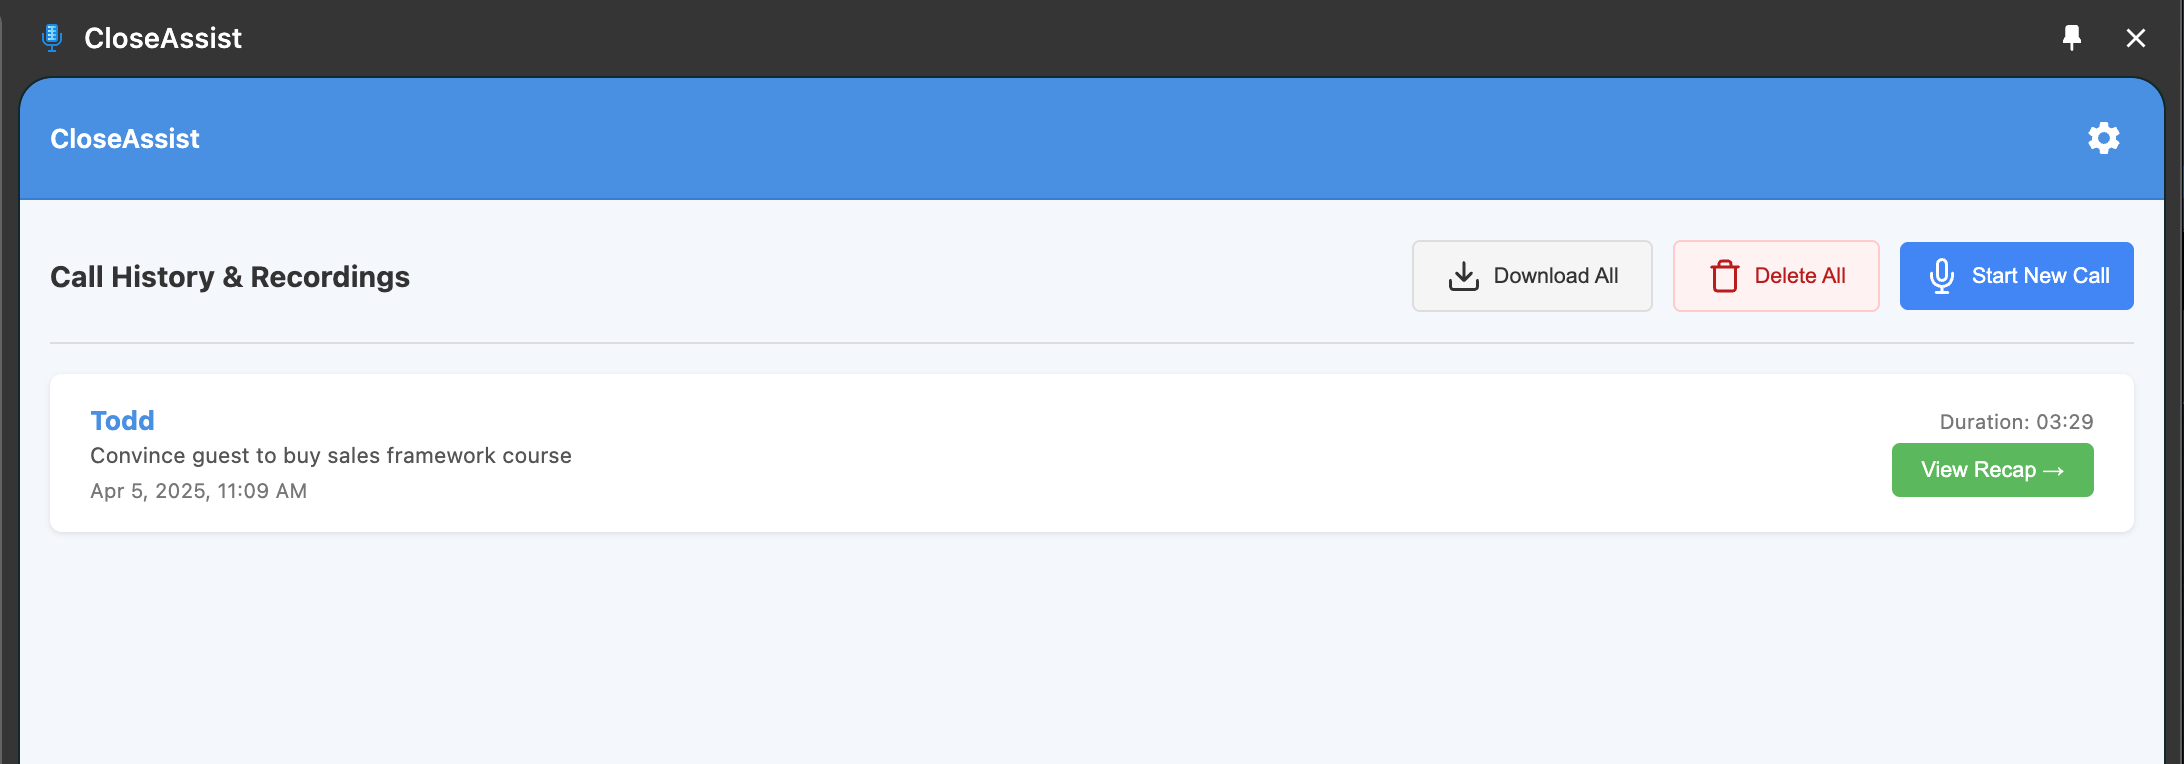 CloseAssist
CloseAssist
Call History & Recordings
Download All
Delete All
Start New Call
Todd
Convince guest to buy sales framework course
Apr 5, 2025, 11:09 AM
Duration: 03:29
View Recap →